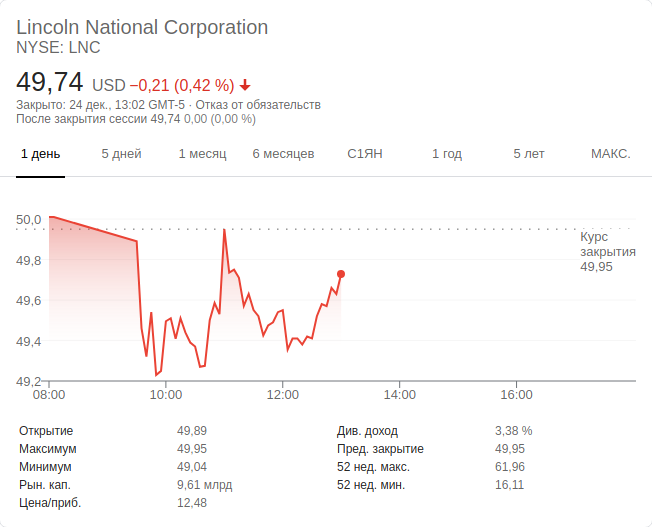 Lincoln National Corporation
NYSE: LNC
49,74 USD −0,21 (0,42 %)
Закрыто: 24 дек., 13:02 GMT-5 · Отказ от обязательств
После закрытия сессии 49,74 0,00 (0,00 %)
1 день 5 дней 1 месяц 6 месяцев С1ЯН 1 год 5 лет МАКС.
50,0
Курс
закрытия
49,95
49,8
49,6
49,4
49,2
08:00 10:00 12:00 14:00 16:00
Открытие 49,89 Див. доход 3,38 %
Максимум 49,95 Пред. закрытие 49,95
Минимум 49,04 52 нед. макс. 61,96
Рын. кап. 9,61 млрд 52 нед. мин. 16,11
Цена/приб. 12,48